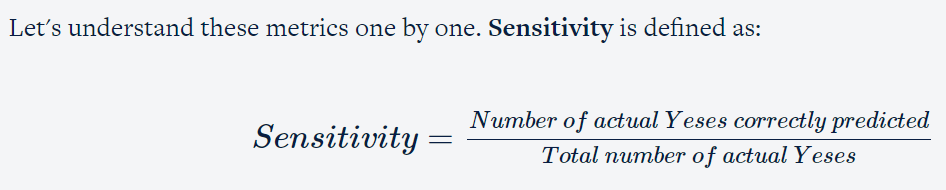 Let's understand these metrics one by one. Sensitivity is defined as:
Sensitivity = Number of actual Yeses correctly predicted
Total number of actual Yeses